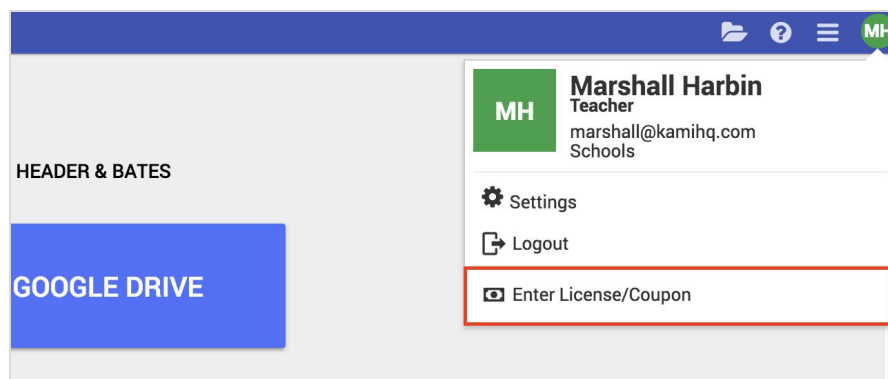 MH
MH
Marshall Harbin
Teacher
marshall@kamihq.com
Schools
HEADER & BATES
Settings
Logout
GOOGLE DRIVE
Enter License/Coupon